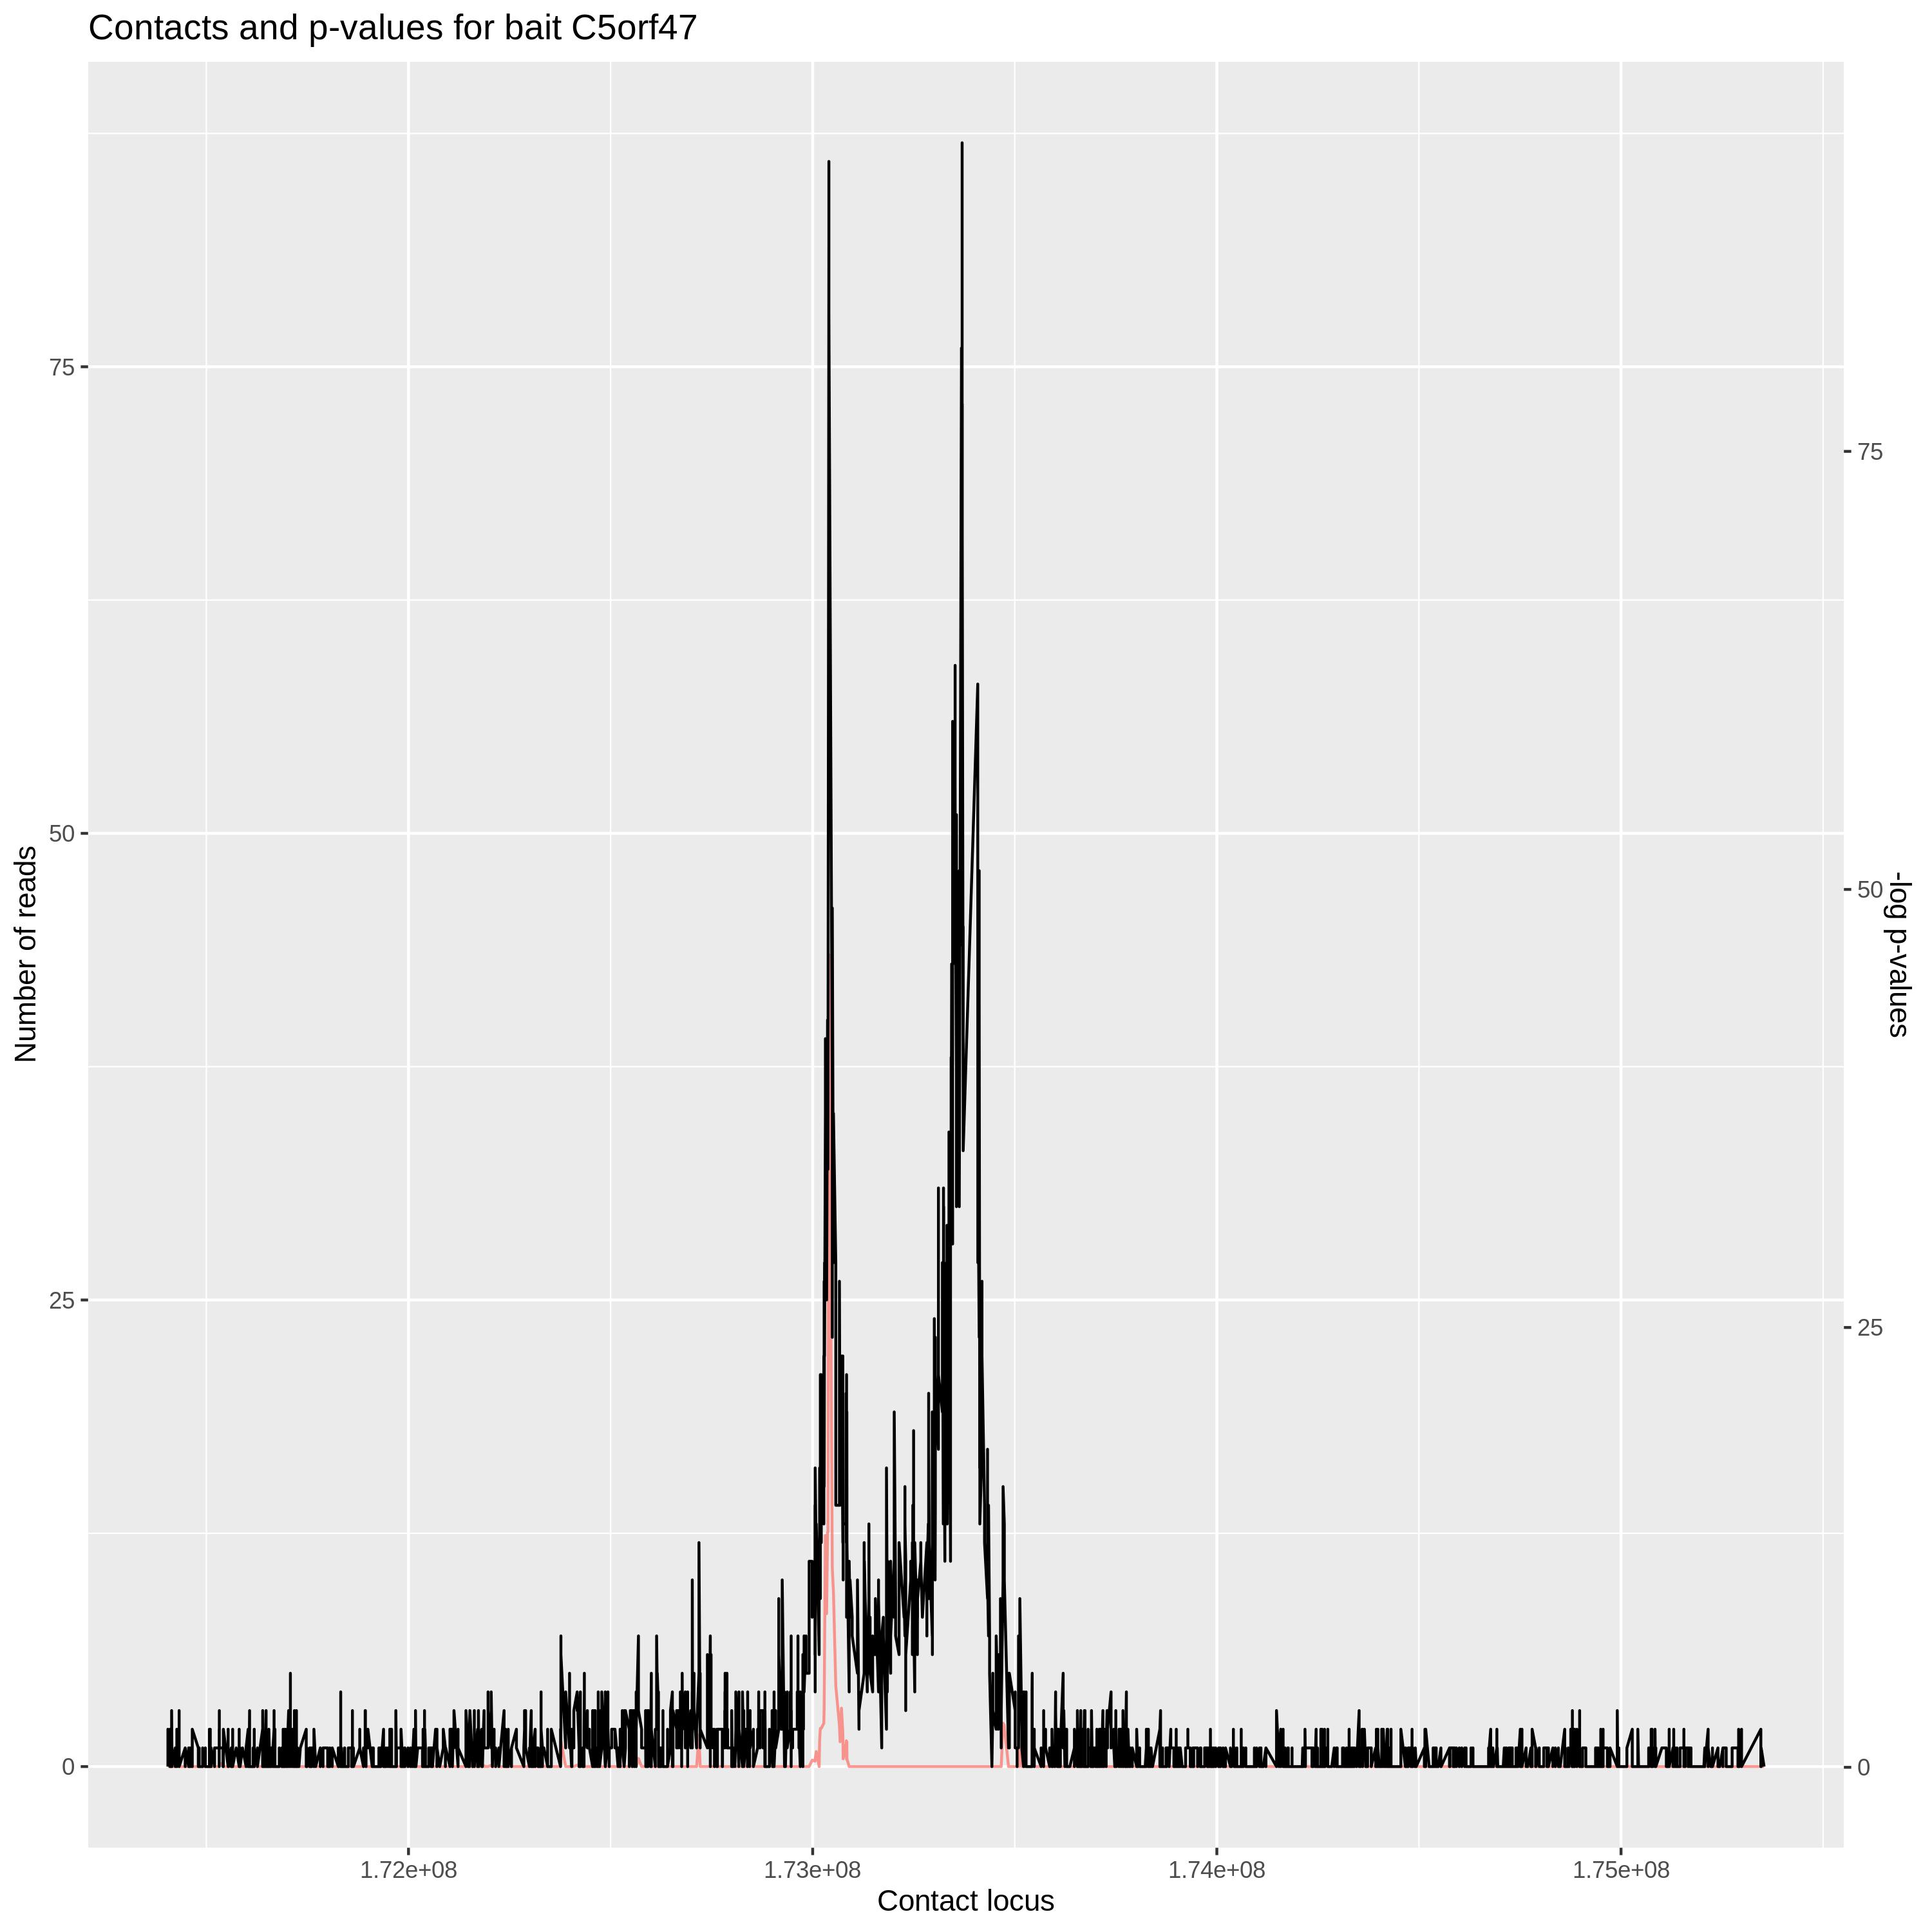 Contacts and p-values for bait C5orf47
75
50
25
0
Number of reads
75
50
25
0
-log p-values
1.72e+08
1.73e+08
1.74e+08
1.75e+08
Contact locus